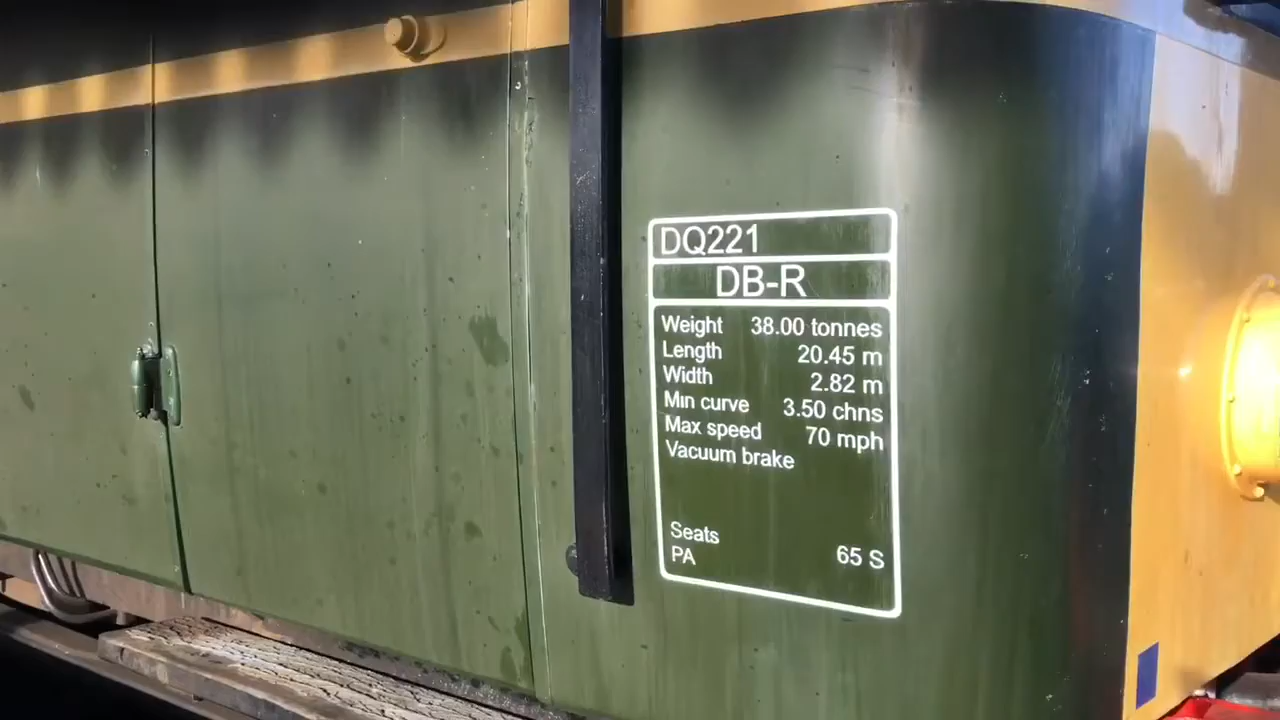 DQ221
DB-R
Weight 38.00 tonnes
Length 20.45 m
Width 2.82 m
Min curve 3.50 chns
Max speed 70 mph
Vacuum brake
Seats
PA 65 S